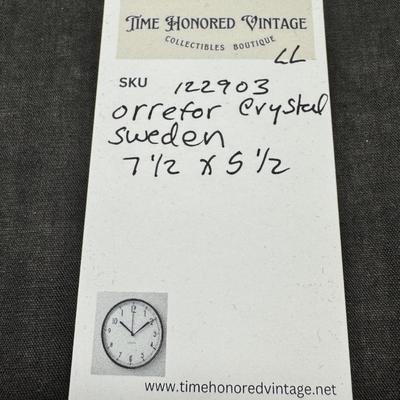 TIME HONORED VINTAGE
COLLECTIBLES BOUTIQUE
LL
SKU 122903
orrefor Crystal
Sweden
7 1/2 x 5 1/2
www.timehonoredvintage.net